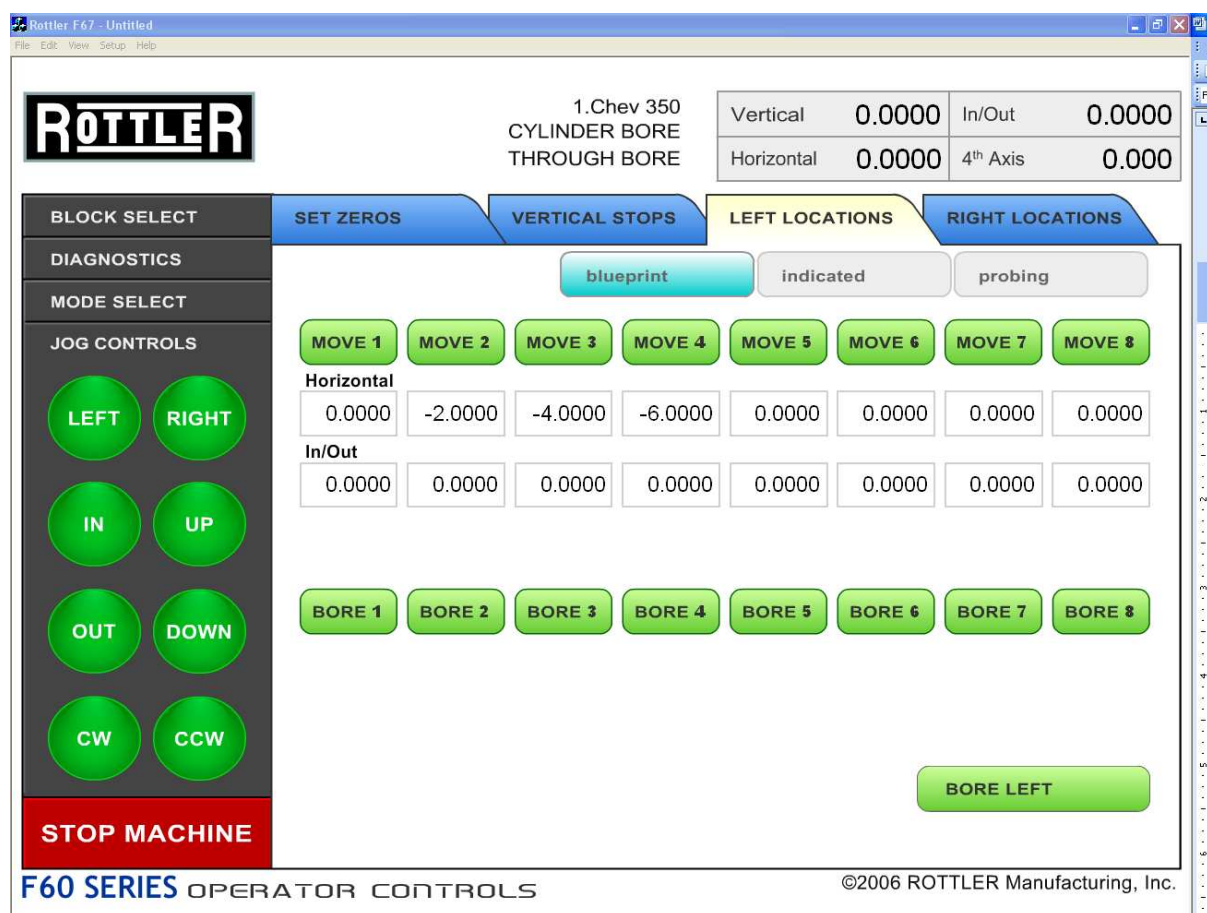 Rottler F67 - Untitled
File Edit View Setup Help
ROTTLER
1.Chev 350
CYLINDER BORE
THROUGH BORE
Vertical 0.0000 In/Out 0.0000
Horizontal 0.0000 4th Axis 0.000
BLOCK SELECT
DIAGNOSTICS
MODE SELECT
JOG CONTROLS
LEFT RIGHT
IN UP
OUT DOWN
CW CCW
STOP MACHINE
SET ZEROS VERTICAL STOPS LEFT LOCATIONS RIGHT LOCATIONS
blueprint indicated probing
MOVE 1 MOVE 2 MOVE 3 MOVE 4 MOVE 5 MOVE 6 MOVE 7 MOVE 8
Horizontal
0.0000 -2.0000 -4.0000 -6.0000 0.0000 0.0000 0.0000 0.0000
In/Out
0.0000 0.0000 0.0000 0.0000 0.0000 0.0000 0.0000 0.0000
BORE 1 BORE 2 BORE 3 BORE 4 BORE 5 BORE 6 BORE 7 BORE 8
BORE LEFT
F60 SERIES OPERATOR CONTROLS
©2006 ROTTLER Manufacturing, Inc.